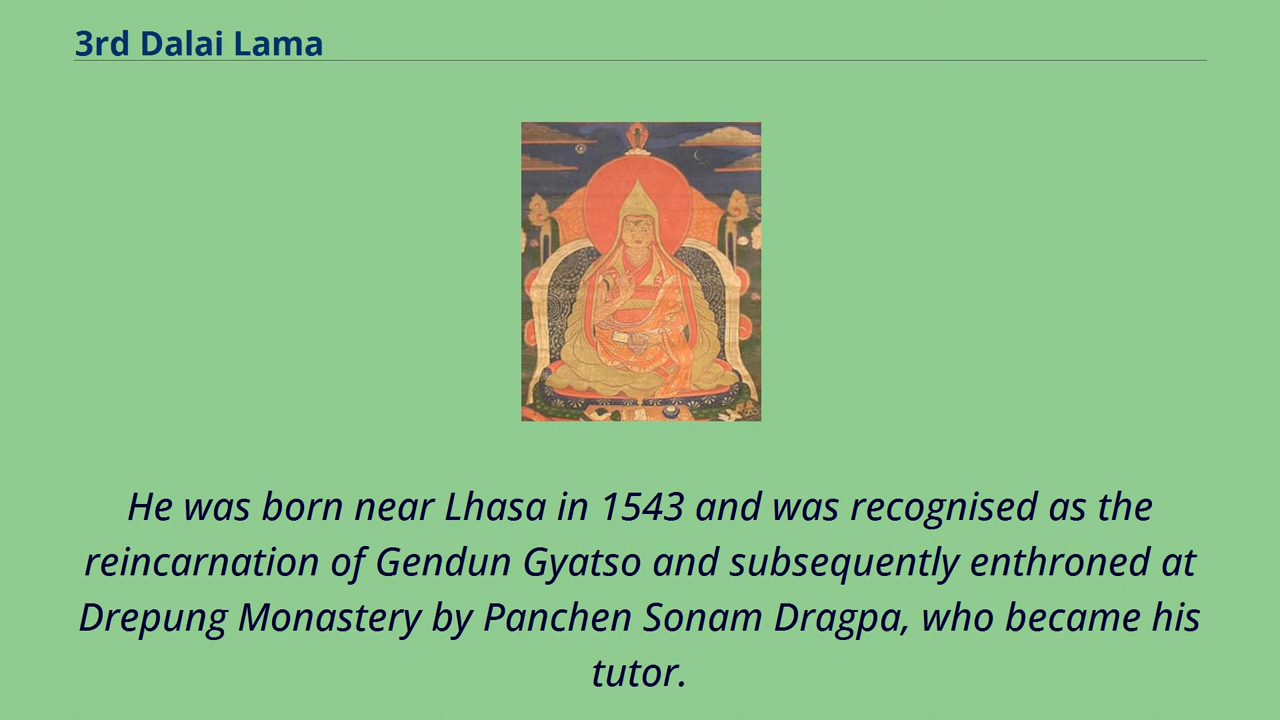 3rd Dalai Lama
He was born near Lhasa in 1543 and was recognised as the
reincarnation of Gendun Gyatso and subsequently enthroned at
Drepung Monastery by Panchen Sonam Dragpa, who became his
tutor.